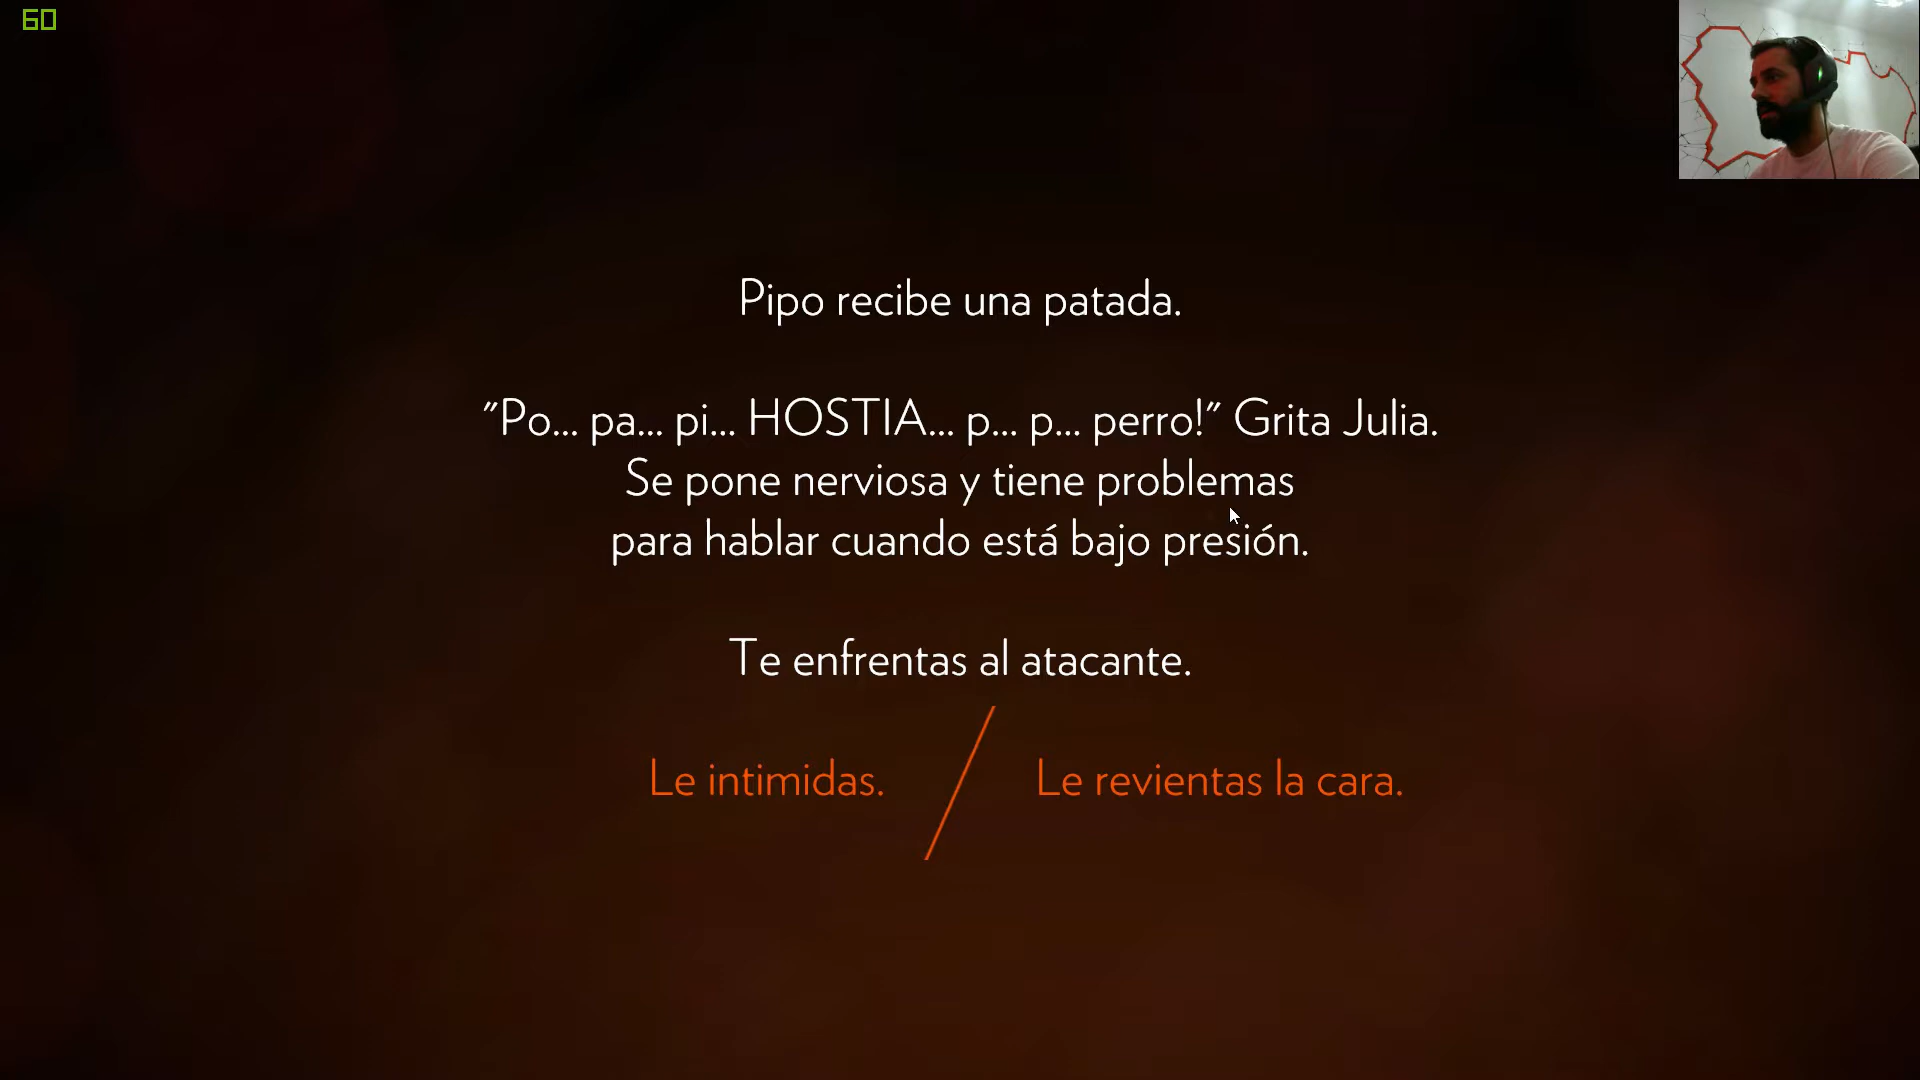 60
Pipo recibe una patada.
"Po... pa... pi... HOSTIA... p... p... perro!" Grita Julia.
Se pone nerviosa y tiene problemas
para hablar cuando está bajo presión.
Te enfrentas al atacante.
Le intimidas. / Le revientas la cara.